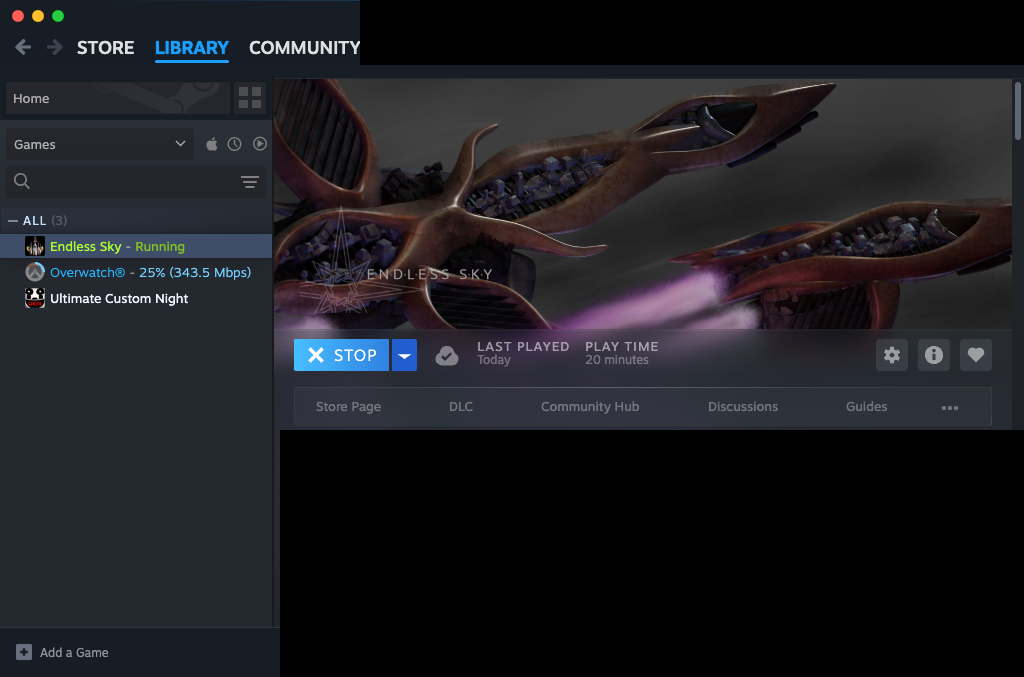 STORE LIBRARY COMMUNITY
Home
Games
ALL (3)
Endless Sky - Running
Overwatch® - 25% (343.5 Mbps)
Ultimate Custom Night
Add a Game
ENDLESS SKY
STOP
LAST PLAYED
Today
PLAY TIME
20 minutes
Store Page DLC Community Hub Discussions Guides